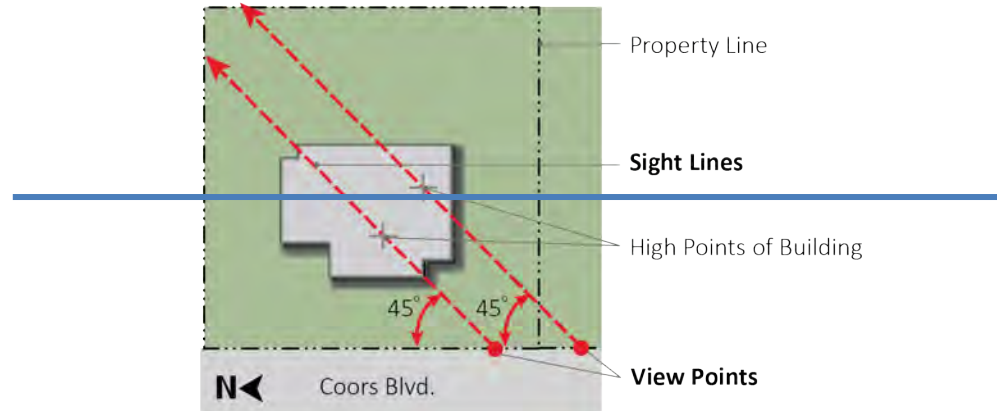 Property Line
Sight Lines
High Points of Building
45° 45°
View Points
N Coors Blvd.